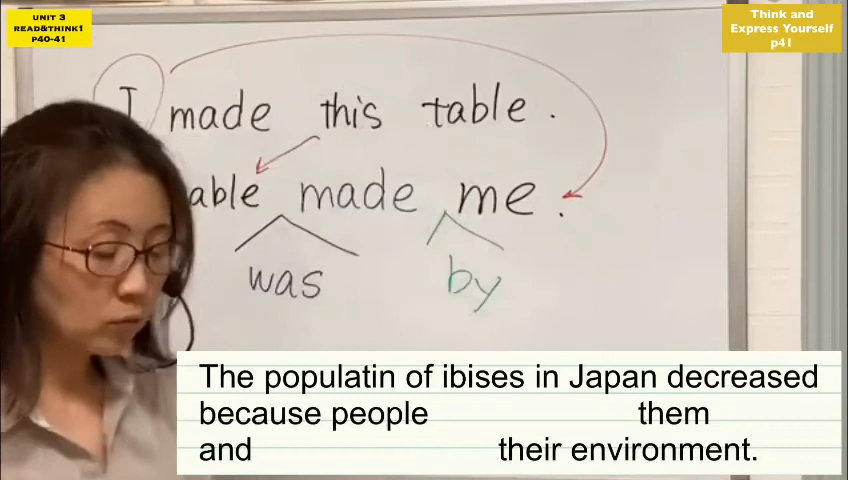 UNIT 3
READ&THINK1
P40-41
Think and
Express Yourself
p41
I made this table.
able made me.
was by
The populatin of ibises in Japan decreased
because people them
and their environment.